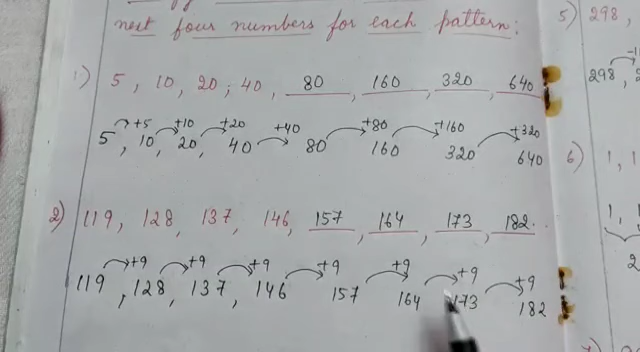 next four numbers for each pattern:
5)
298,
1) 5, 10, 20, 40, 80, 160, 320, 640
298,
+5 +10 +20 +40 +80 +160 +320
5, 10, 20, 40 80 160 320 640
6)
1, 1
2) 119, 128, 137, 146, 157, 164, 173, 182.
1,
+9 +9 +9 +9 +9 +9 +9
2
119, 128, 137, 146 157 164 173 182